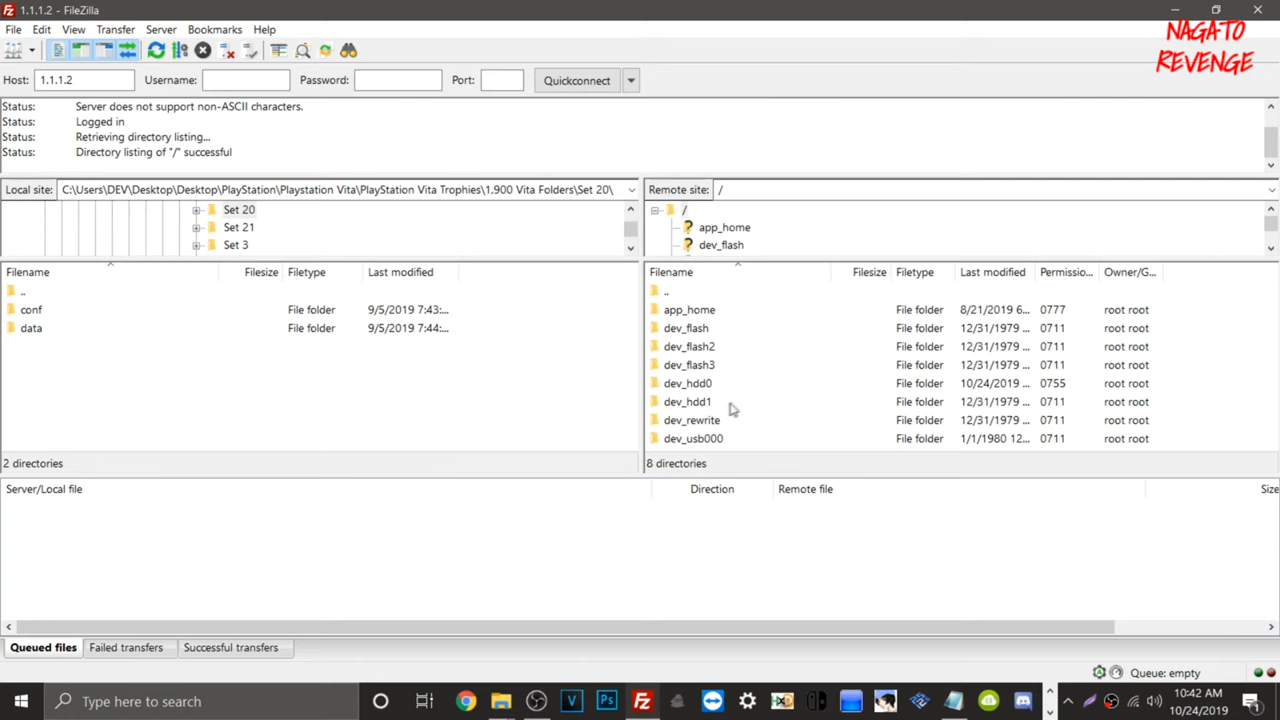 1.1.1.2 - FileZilla
NAGATO
REVENGE
File Edit View Transfer Server Bookmarks Help
Host: 1.1.1.2 Username: Password: Port: Quickconnect
Status: Server does not support non-ASCII characters.
Status: Logged in
Status: Retrieving directory listing...
Status: Directory listing of "/" successful
Local site: C:\Users\DEV\Desktop\Desktop\PlayStation\Playstation Vita\PlayStation Vita Trophies\1,900 Vita Folders\Set 20\
Set 20
Set 21
Set 3
Filename Filesize Filetype Last modified
..
conf File folder 9/5/2019 7:43:...
data File folder 9/5/2019 7:44:...
2 directories
Remote site: /
/
app_home
dev_flash
Filename Filesize Filetype Last modified Permissio... Owner/G...
..
app_home File folder 8/21/2019 6... 0777 root root
dev_flash File folder 12/31/1979 ... 0711 root root
dev_flash2 File folder 12/31/1979 ... 0711 root root
dev_flash3 File folder 12/31/1979 ... 0711 root root
dev_hdd0 File folder 10/24/2019 ... 0755 root root
dev_hdd1 File folder 12/31/1979 ... 0711 root root
dev_rewrite File folder 12/31/1979 ... 0711 root root
dev_usb000 File folder 1/1/1980 12... 0711 root root
8 directories
Server/Local file Direction Remote file Size
Queued files Failed transfers Successful transfers
Queue: empty
Type here to search
10:42 AM
10/24/2019